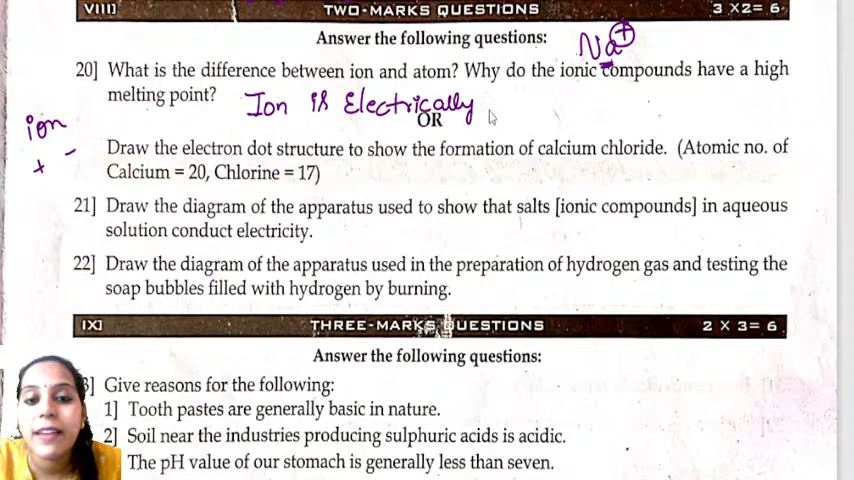 VIII] TWO-MARKS QUESTIONS 3 X2= 6
Answer the following questions:
Na+
20] What is the difference between ion and atom? Why do the ionic compounds have a high
melting point?
Ion is Electrically
ion
+ -
OR
Draw the electron dot structure to show the formation of calcium chloride. (Atomic no. of
Calcium = 20, Chlorine = 17)
21] Draw the diagram of the apparatus used to show that salts [ionic compounds] in aqueous
solution conduct electricity.
22] Draw the diagram of the apparatus used in the preparation of hydrogen gas and testing the
soap bubbles filled with hydrogen by burning.
IX] THREE-MARKS QUESTIONS 2 X 3= 6
Answer the following questions:
3] Give reasons for the following:
1] Tooth pastes are generally basic in nature.
2] Soil near the industries producing sulphuric acids is acidic.
The pH value of our stomach is generally less than seven.